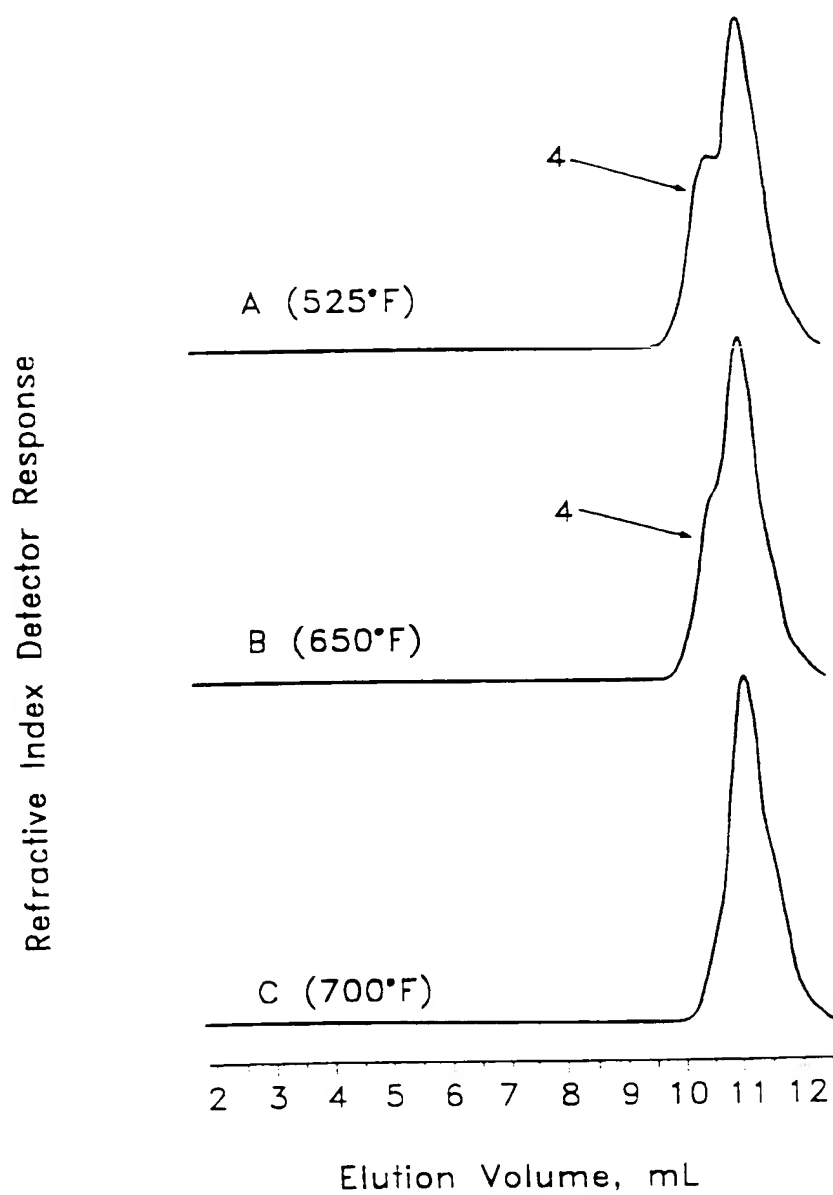 4
A (525°F)
4
B (650°F)
Refractive Index Detector Response
C (700°F)
2 3 4 5 6 7 8 9 10 11 12
Elution Volume, mL